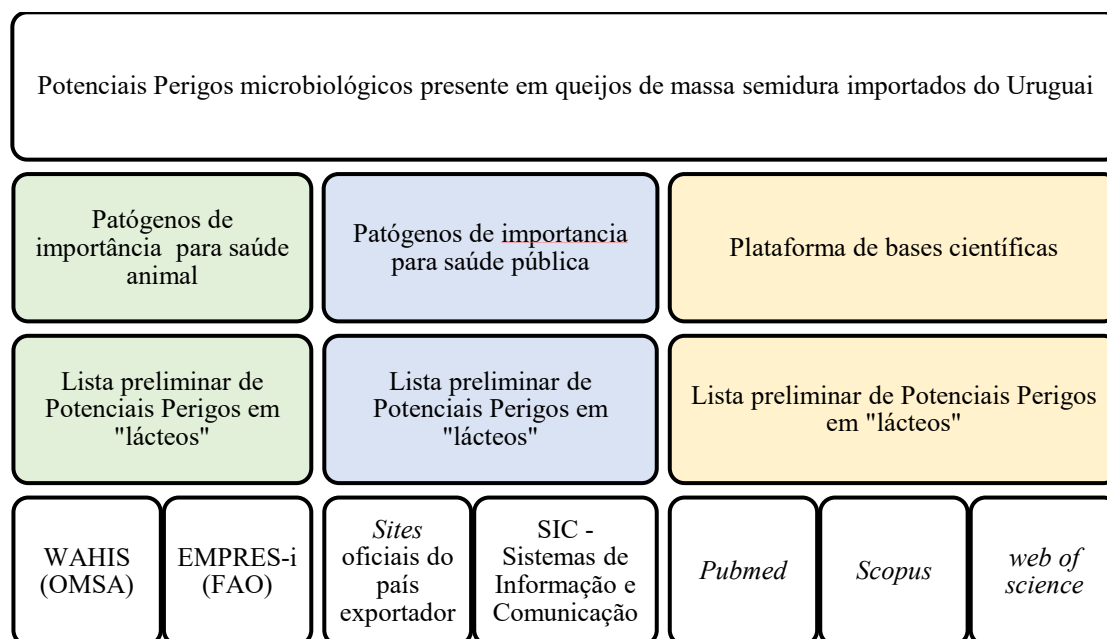 Potenciais Perigos microbiológicos presente em queijos de massa semidura importados do Uruguai
Patógenos de
importância  para saúde
animal
Patógenos de importancia
para saúde pública
Plataforma de bases científicas
Lista preliminar de
Potenciais Perigos em
"lácteos"
Lista preliminar de
Potenciais Perigos em
"lácteos"
Lista preliminar de Potenciais Perigos
em "lácteos"
WAHIS
(OMSA)
EMPRES-i
(FAO)
Sites
oficiais do
país
exportador
SIC -
Sistemas de
Informação e
Comunicação
Pubmed
Scopus
web of
science